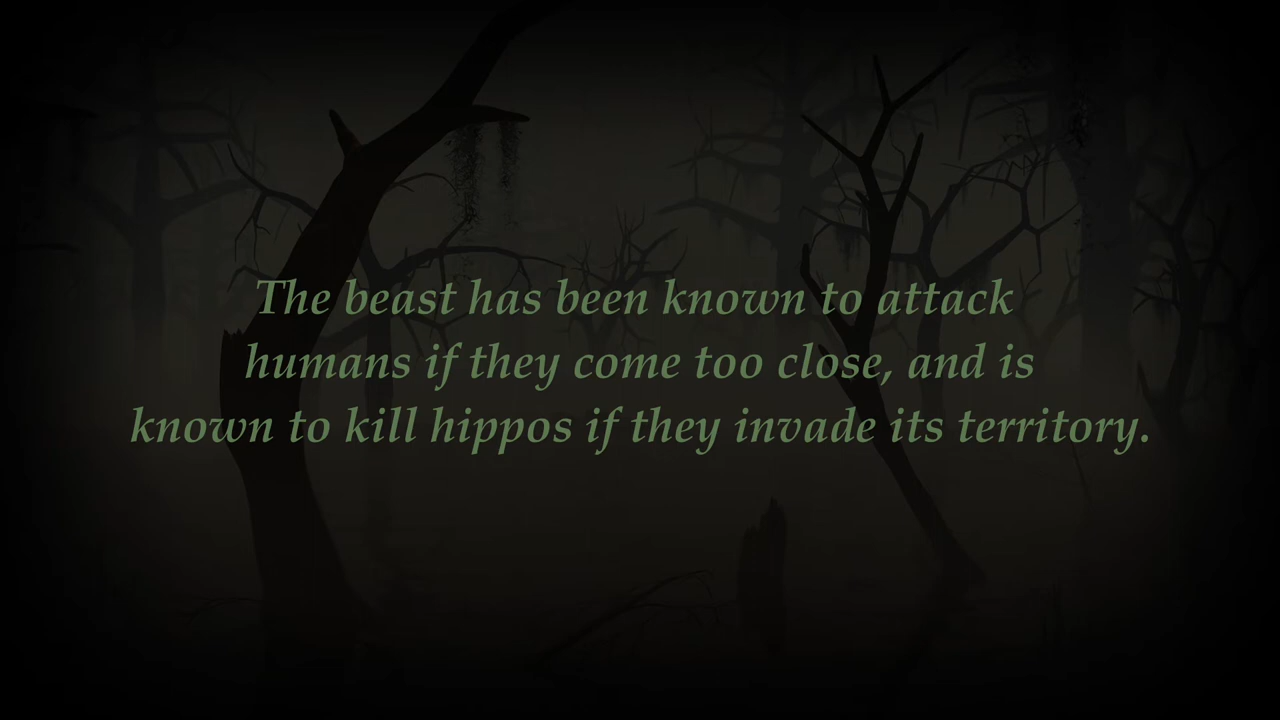 The beast has been known to attack
humans if they come too close, and is
known to kill hippos if they invade its territory.